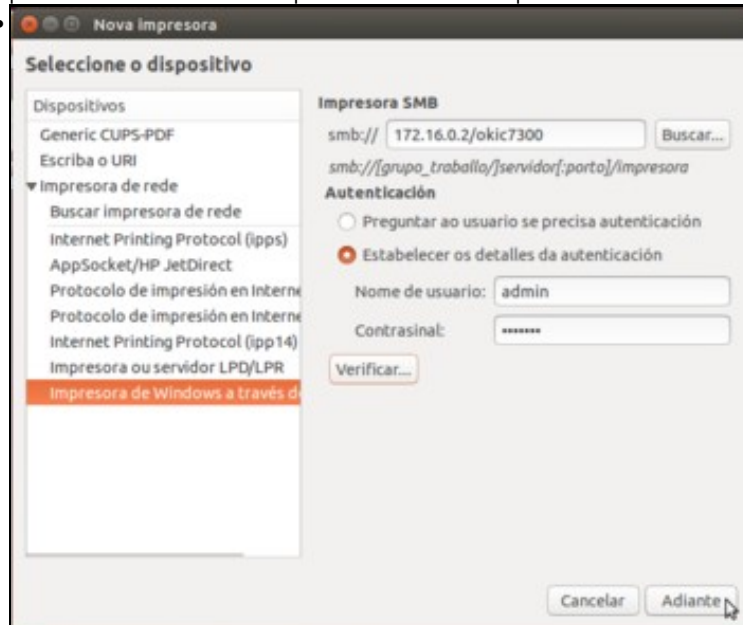 Nova impresora
Seleccione o dispositivo
Dispositivos
Generic CUPS-PDF
Escriba o URI
Impresora de rede
Buscar impresora de rede
Internet Printing Protocol (ipps)
AppSocket/HP JetDirect
Protocolo de impresión en Interne
Protocolo de impresión en Interne
Internet Printing Protocol (ipp14)
Impresora ou servidor LPD/LPR
Impresora de Windows a través d
Impresora SMB
smb:// 172.16.0.2/okic7300 Buscar...
smb://[grupo_traballo/]servidor[:porto]/impresora
Autenticación
Preguntar ao usuario se precisa autenticación
Estabelecer os detalles da autenticación
Nome de usuario: admin
Contrasinal: •••••••
Verificar...
Cancelar Adiante